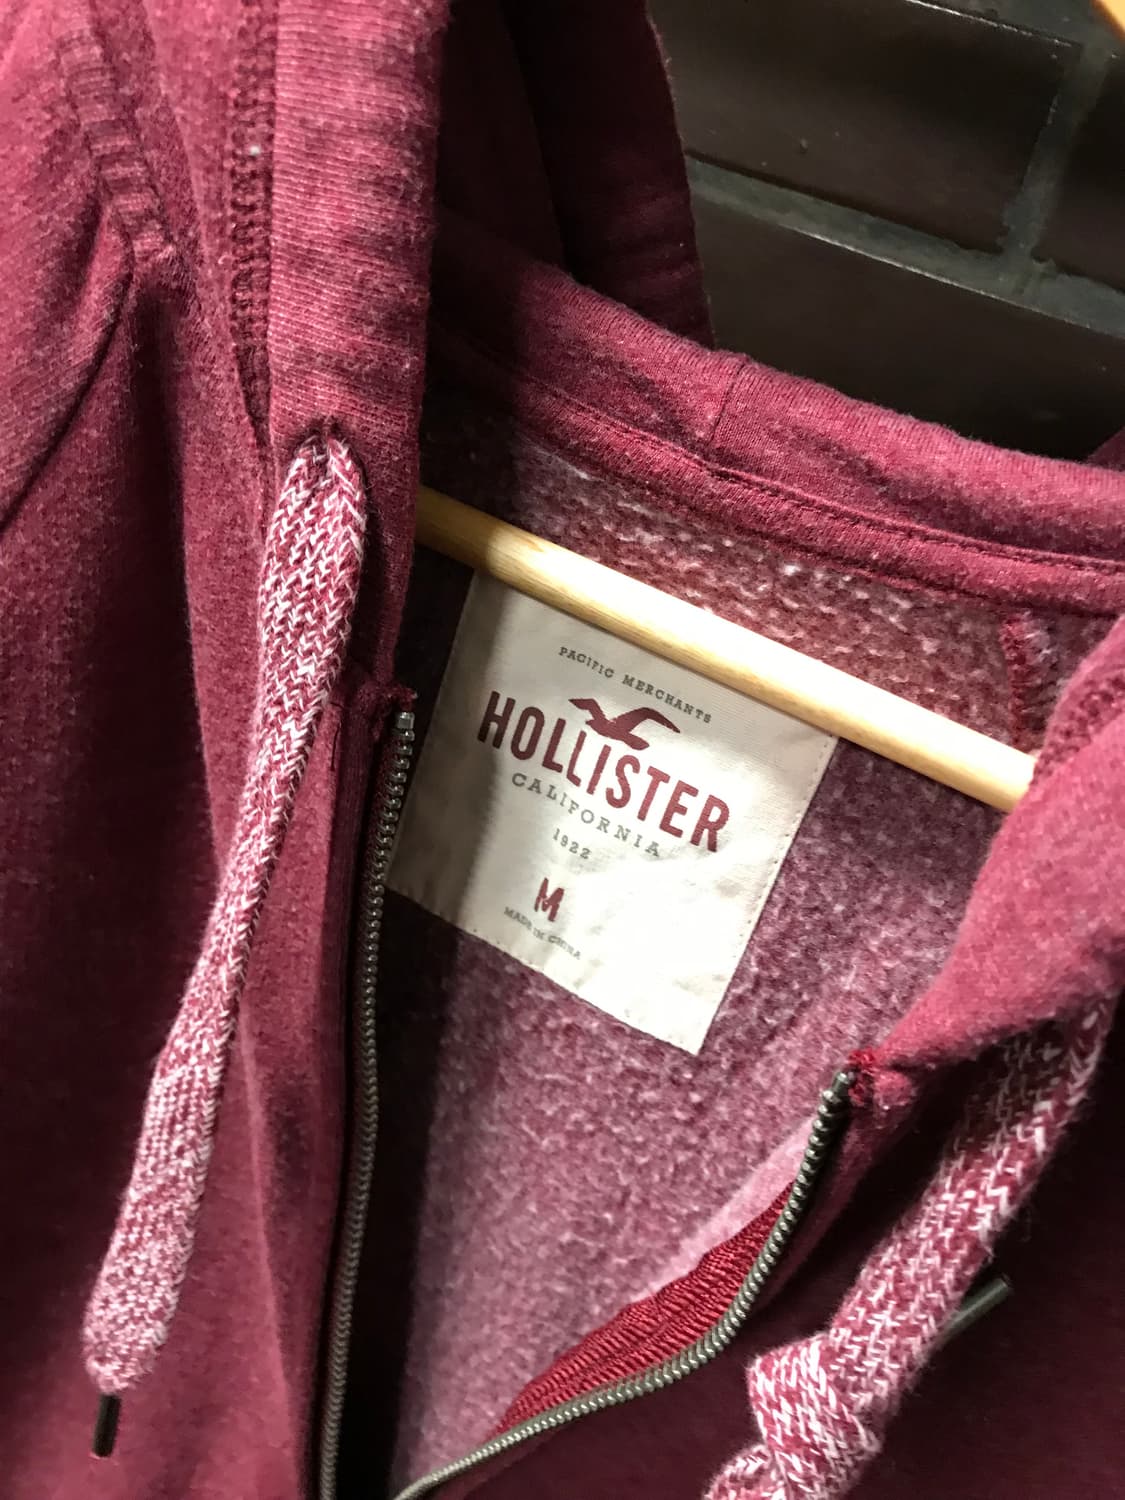 PACIFIC MERCHANTS
HOLLISTER
CALIFORNIA
1922
M
MADE IN CHINA